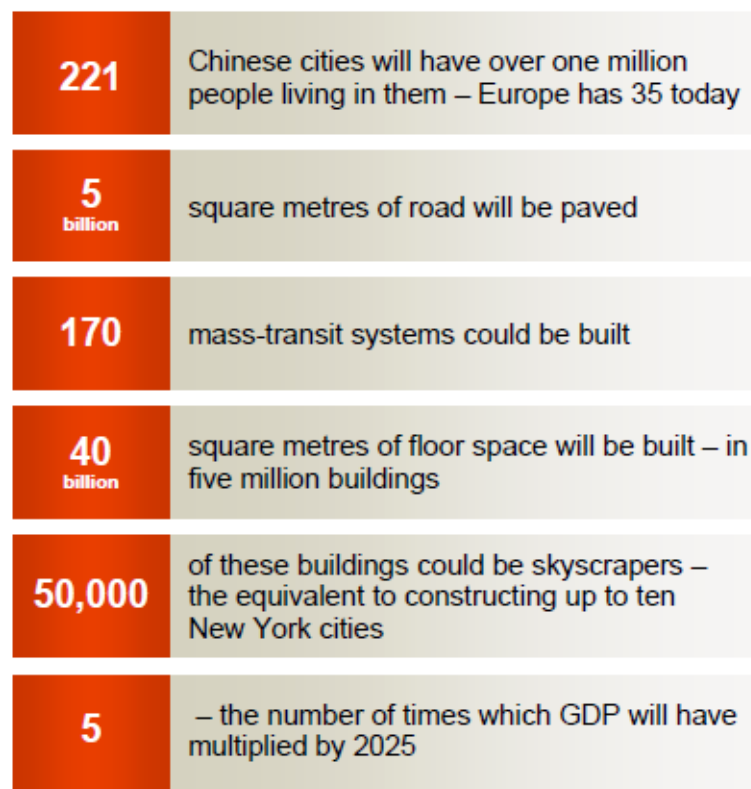 221
Chinese cities will have over one million
people living in them – Europe has 35 today
5
billion
square metres of road will be paved
170
mass-transit systems could be built
40
billion
square metres of floor space will be built – in
five million buildings
50,000
of these buildings could be skyscrapers –
the equivalent to constructing up to ten
New York cities
5
– the number of times which GDP will have
multiplied by 2025